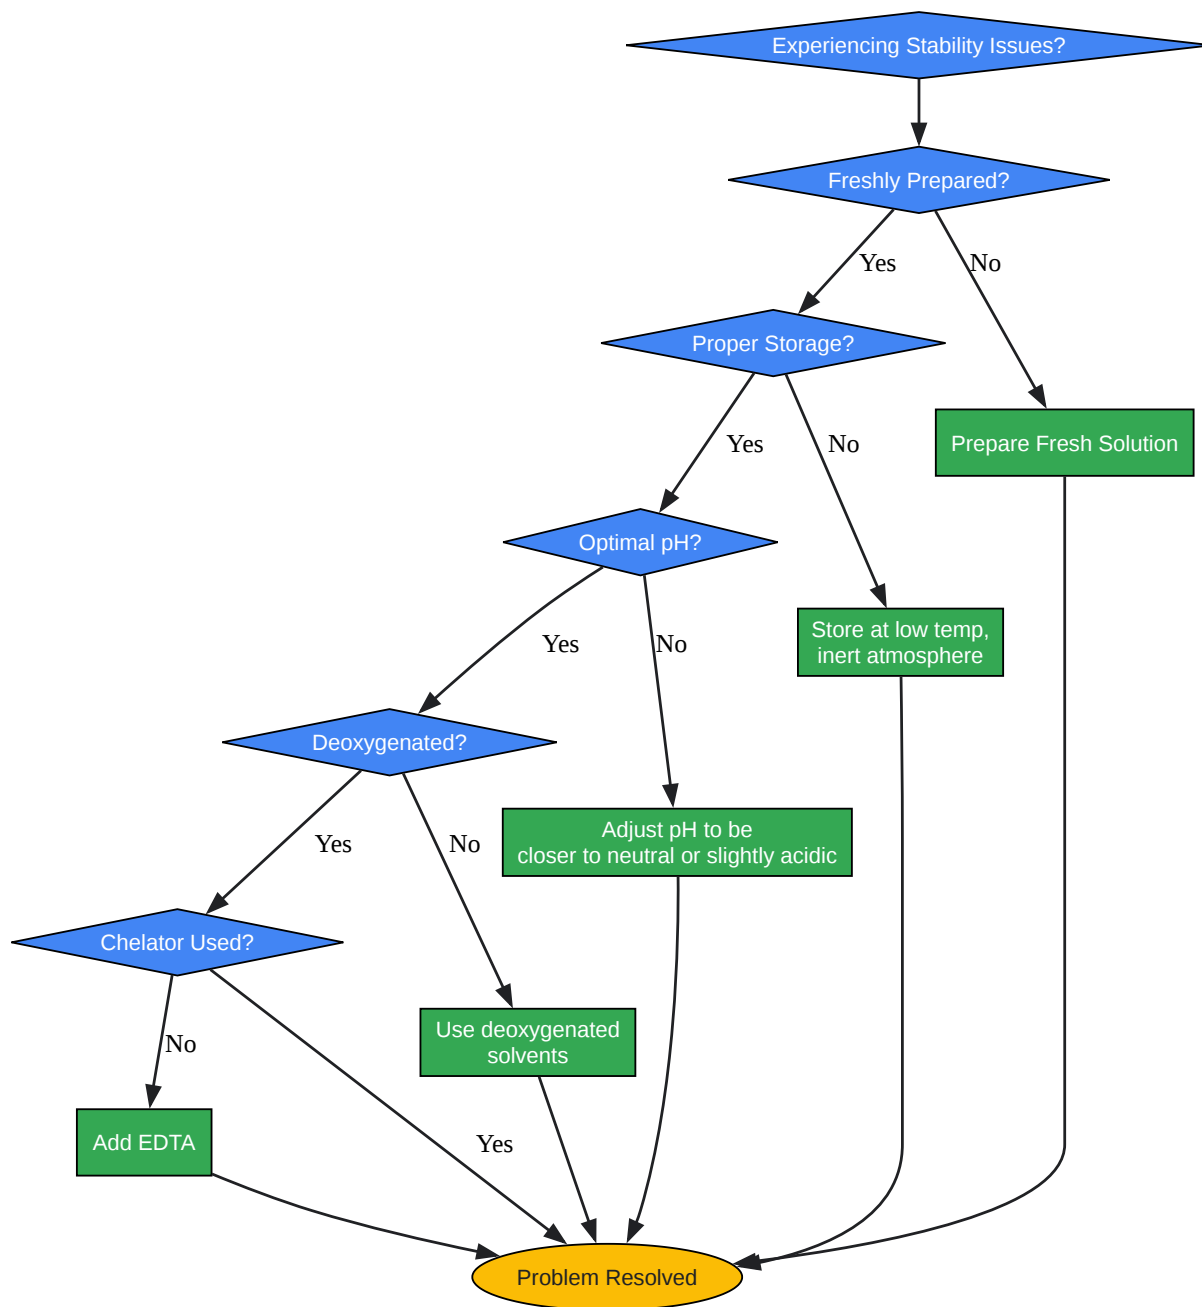 Experiencing Stability Issues?
Freshly Prepared?
Yes
No
Proper Storage?
Yes
No
Prepare Fresh Solution
Optimal pH?
Yes
No
Store at low temp,
inert atmosphere
Deoxygenated?
Yes
No
Adjust pH to be
closer to neutral or slightly acidic
Chelator Used?
No
Yes
Use deoxygenated
solvents
Add EDTA
Problem Resolved